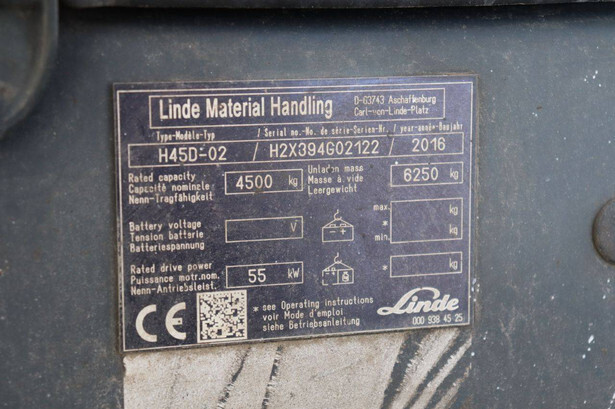 Linde Material Handling
D-63743 Aschaffenburg
Carl-von-Linde-Platz
Type-Modèle-Typ / Serial no.-No. de série-Serien-Nr. / year-année-Baujahr
H45D-02 / H2X394G02122 / 2016
Rated capacity
Capacité nominale
Nenn-Tragfähigkeit
4500 kg
Unladen mass
Masse à vide
Leergewicht
6250 kg
Battery voltage
Tension batterie
Batteriespannung
V
max. kg
*
min. kg
Rated drive power
Puissance motr.nom.
Nenn-Antriebsleist.
55 kW
* kg
CE
* see Operating instructions
voir Mode d'emploi
siehe Betriebsanleitung
Linde
000 938 45 25